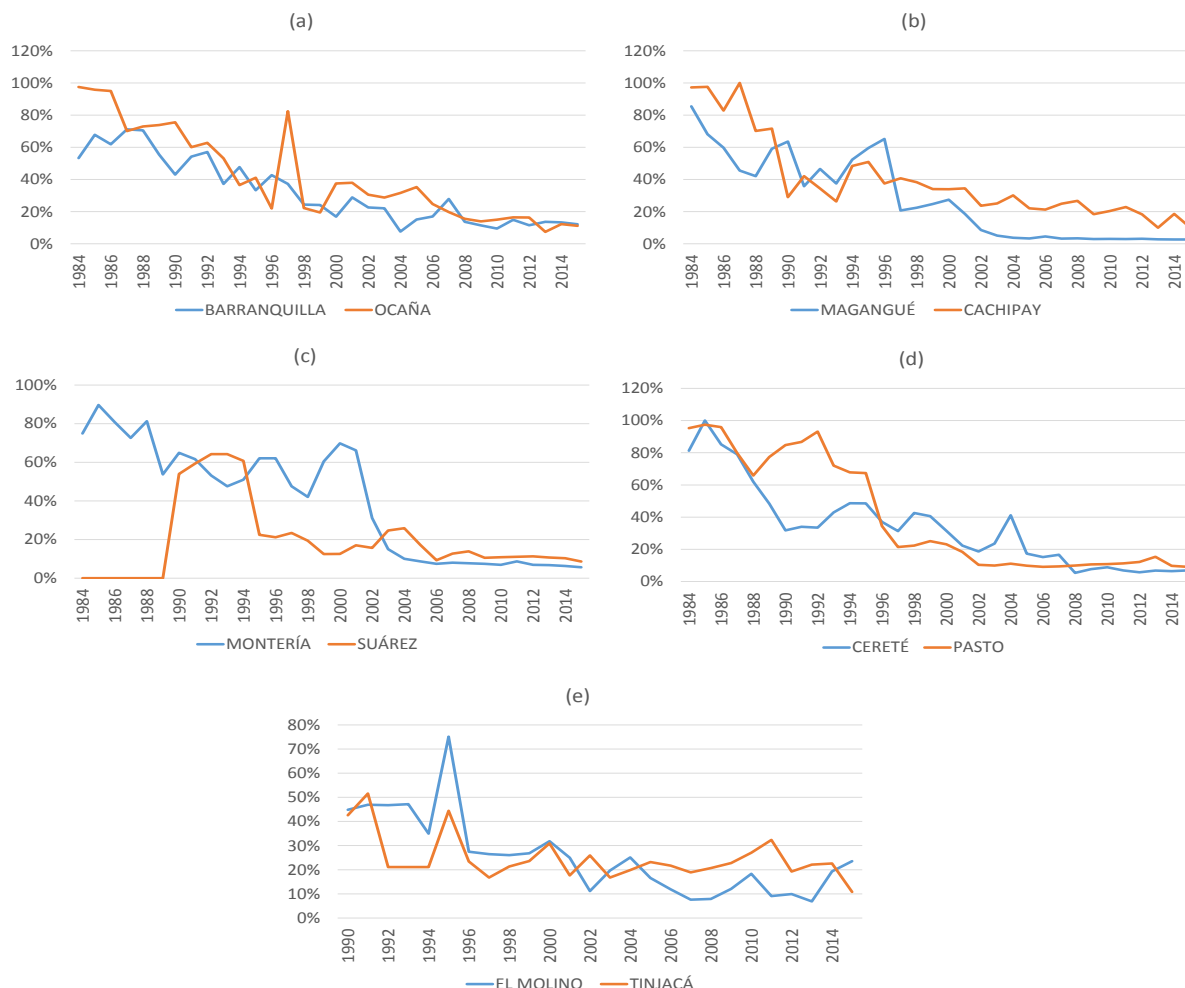 (a)
120%
100%
80%
60%
40%
20%
0%
1984 1986 1988 1990 1992 1994 1996 1998 2000 2002 2004 2006 2008 2010 2012 2014
BARRANQUILLA OCAÑA
(b)
120%
100%
80%
60%
40%
20%
0%
1984 1986 1988 1990 1992 1994 1996 1998 2000 2002 2004 2006 2008 2010 2012 2014
MAGANGUÉ CACHIPAY
(c)
100%
80%
60%
40%
20%
0%
1984 1986 1988 1990 1992 1994 1996 1998 2000 2002 2004 2006 2008 2010 2012 2014
MONTERÍA SUÁREZ
(d)
120%
100%
80%
60%
40%
20%
0%
1984 1986 1988 1990 1992 1994 1996 1998 2000 2002 2004 2006 2008 2010 2012 2014
CERETÉ PASTO
(e)
80%
70%
60%
50%
40%
30%
20%
10%
0%
1990 1992 1994 1996 1998 2000 2002 2004 2006 2008 2010 2012 2014
EL MOLINO TINJACÁ